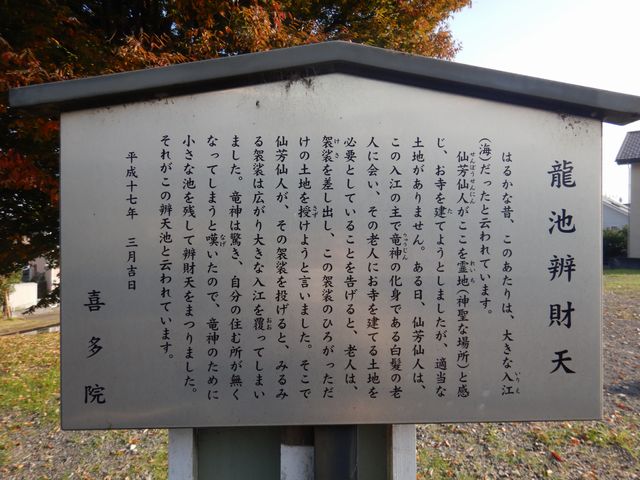 龍池辨財天
はるかな昔、このあたりは、大きな入江
(海)だったと云われています。
仙芳仙人がここを霊地(神聖な場所)と感
じ、お寺を建てようとしましたが、適当な
土地がありません。ある日、仙芳仙人は、
この入江の主で竜神の化身である白髪の老
人に会い、その老人にお寺を建てる土地を
必要としていることを告げると、老人は、
袈裟を差し出し、この袈裟のひろがっただ
けの土地を授けようと言いました。そこで
仙芳仙人が、その袈裟を投げると、みるみ
る袈裟は広がり大きな入江を覆ってしまい
ました。竜神は驚き、自分の住む所が無く
なってしまうと嘆いたので、竜神のために
小さな池を残して辨財天をまつりました。
それがこの辨天池と云われています。
平成十七年 三月吉日
喜多院